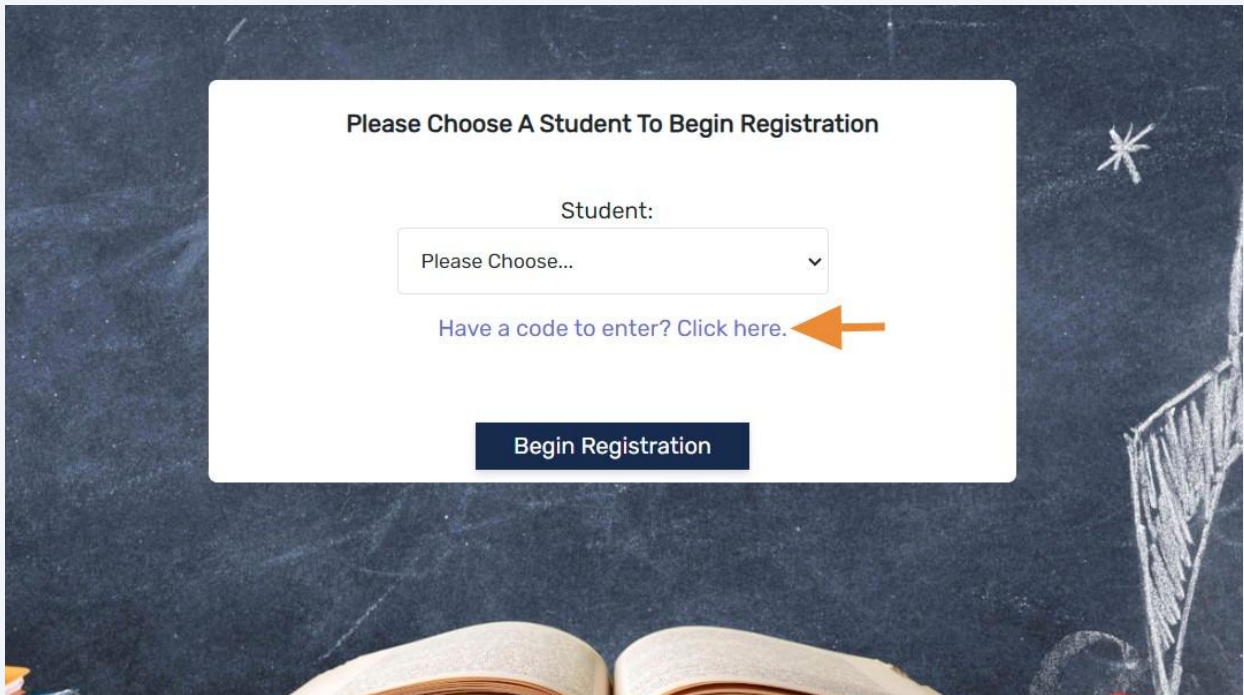 Please Choose A Student To Begin Registration
Student:
Please Choose...
Have a code to enter? Click here.
Begin Registration